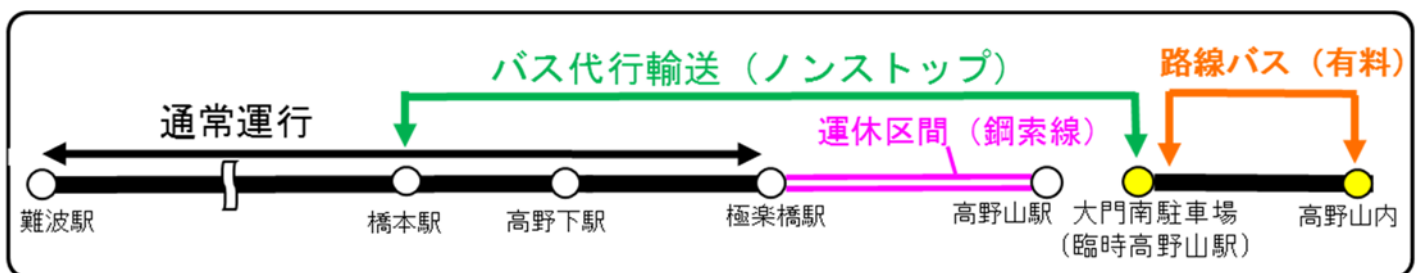 バス代行輸送（ノンストップ）
路線バス（有料）
通常運行
運休区間（鋼索線）
難波駅
橋本駅
高野下駅
極楽橋駅
高野山駅
大門南駐車場
（臨時高野山駅）
高野山内